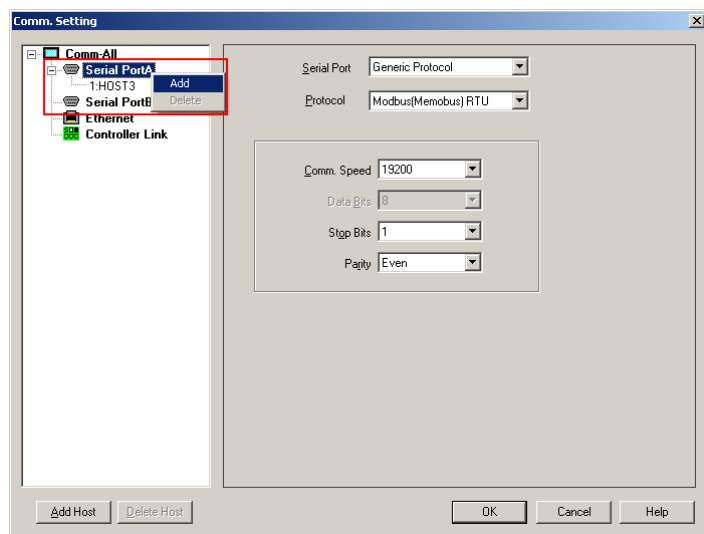 Comm. Setting
Comm-All
Serial PortA
Add
1:HOST3
Serial PortB
Delete
Ethernet
Controller Link
Serial Port Generic Protocol
Protocol Modbus(Memobus) RTU
Comm. Speed 19200
Data Bits 8
Stop Bits 1
Parity Even
Add Host Delete Host OK Cancel Help